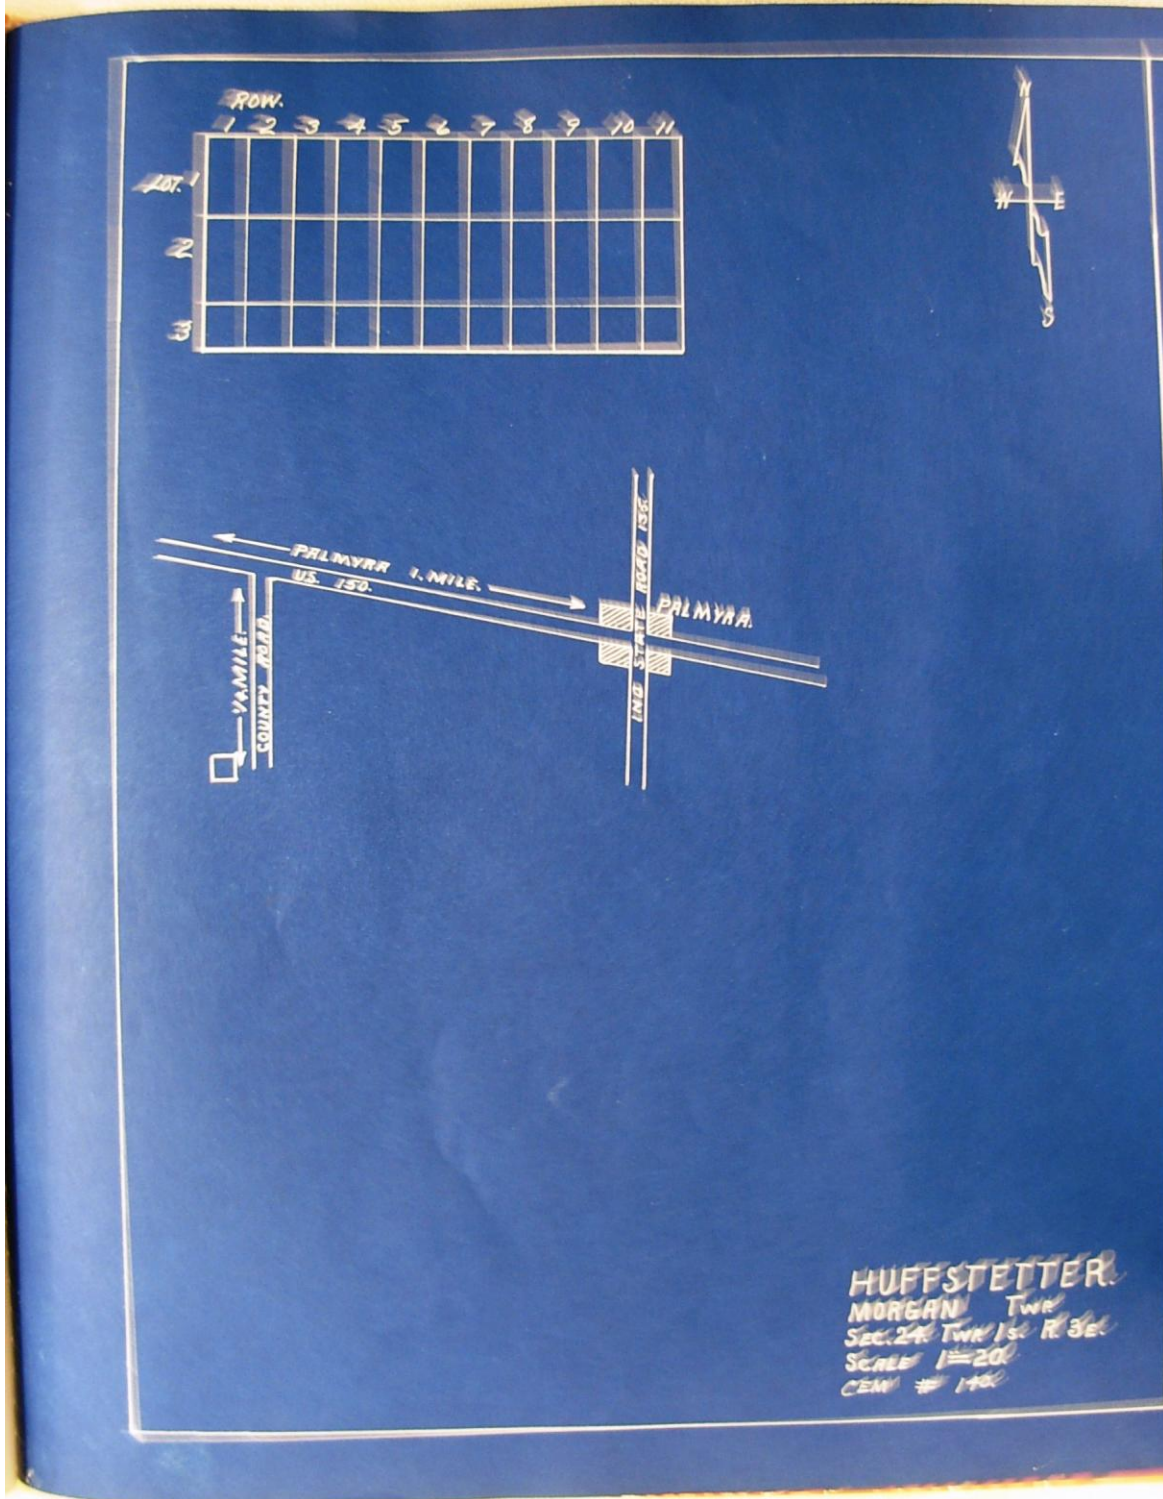 ROW.
1 2 3 4 5 6 7 8 9 10 11
LOT. 1
2
3
N
W E
S
PALMYRA 1. MILE.
US. 150.
IND STATE ROAD 135.
PALMYRA.
1/4 MILE
COUNTY ROAD.
HUFFSTETTER.
MORGAN TWP
SEC. 24. TWP 1S. R. 3E.
SCALE 1"=20'
CEM #